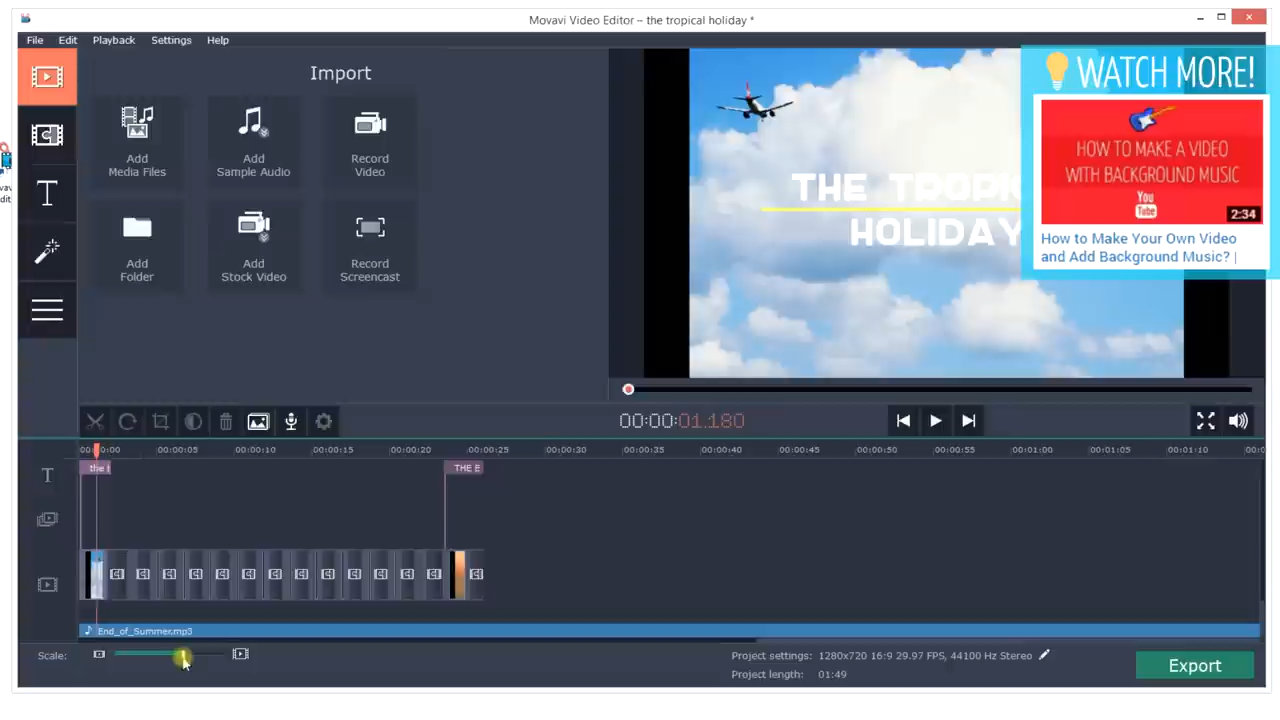 Movavi Video Editor – the tropical holiday *
File Edit Playback Settings Help
WATCH MORE!
Import
Add
Media Files
Add
Sample Audio
Record
Video
Add
Folder
Add
Stock Video
Record
Screencast
THE TROPI
HOLIDAY
HOW TO MAKE A VIDEO
WITH BACKGROUND MUSIC
You
Tube
2:34
How to Make Your Own Video
and Add Background Music? |
00:00:01.180
00:00:05 00:00:10 00:00:15 00:00:20 00:00:25 00:00:30 00:00:35 00:00:40 00:00:45 00:00:50 00:00:55 00:01:00 00:01:05 00:01:10
T
the THE E
End_of_Summer.mp3
Scale:
Project settings: 1280x720 16:9 29.97 FPS, 44100 Hz Stereo
Project length: 01:49
Export